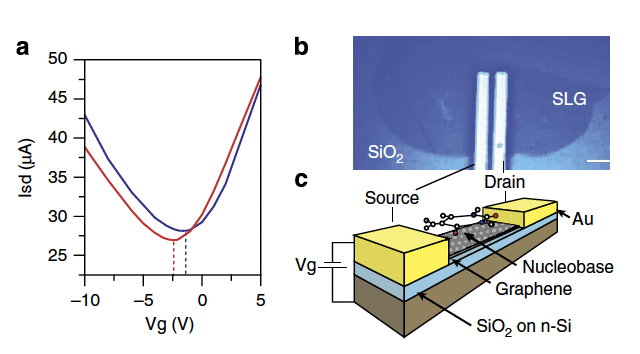 a
50
45
40
35
30
25
Isd (μA)
−10
−5
0
5
Vg (V)
b
SLG
SiO2
c
Source
Drain
Au
Vg
Nucleobase
Graphene
SiO2 on n-Si